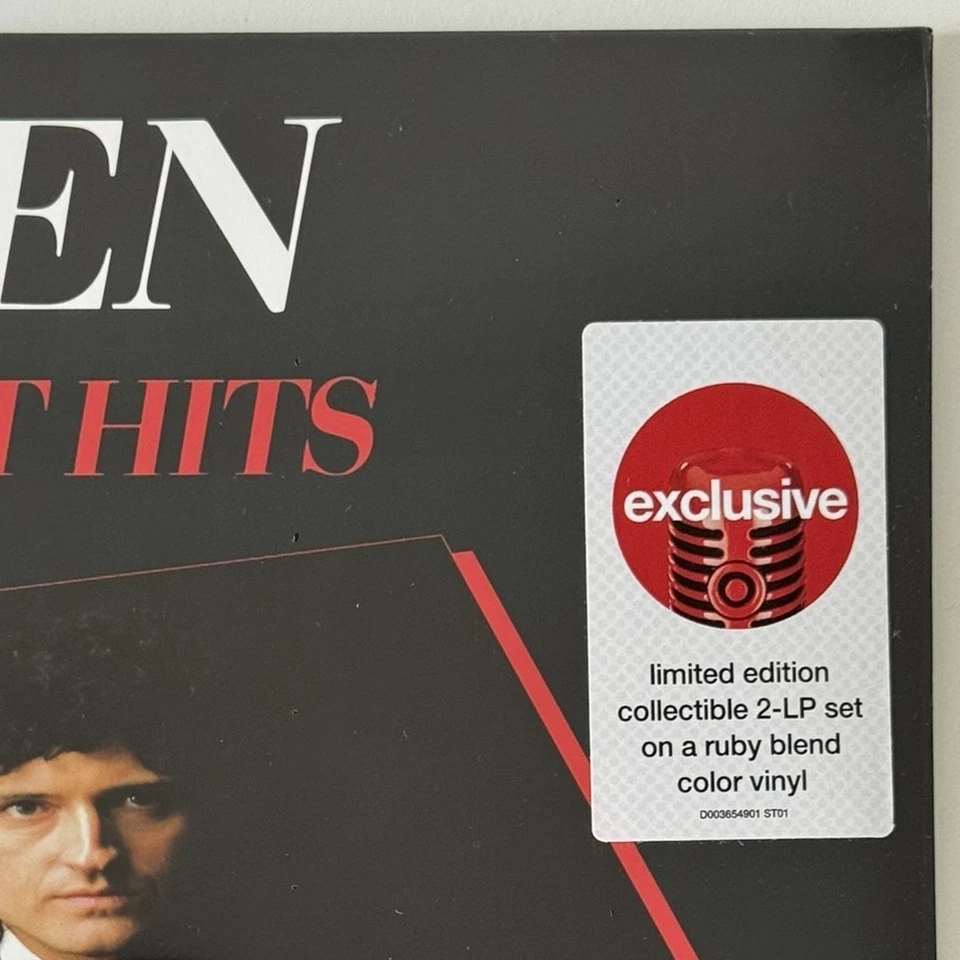 EN
T HITS
exclusive
limited edition
collectible 2-LP set
on a ruby blend
color vinyl
D003654901 ST01